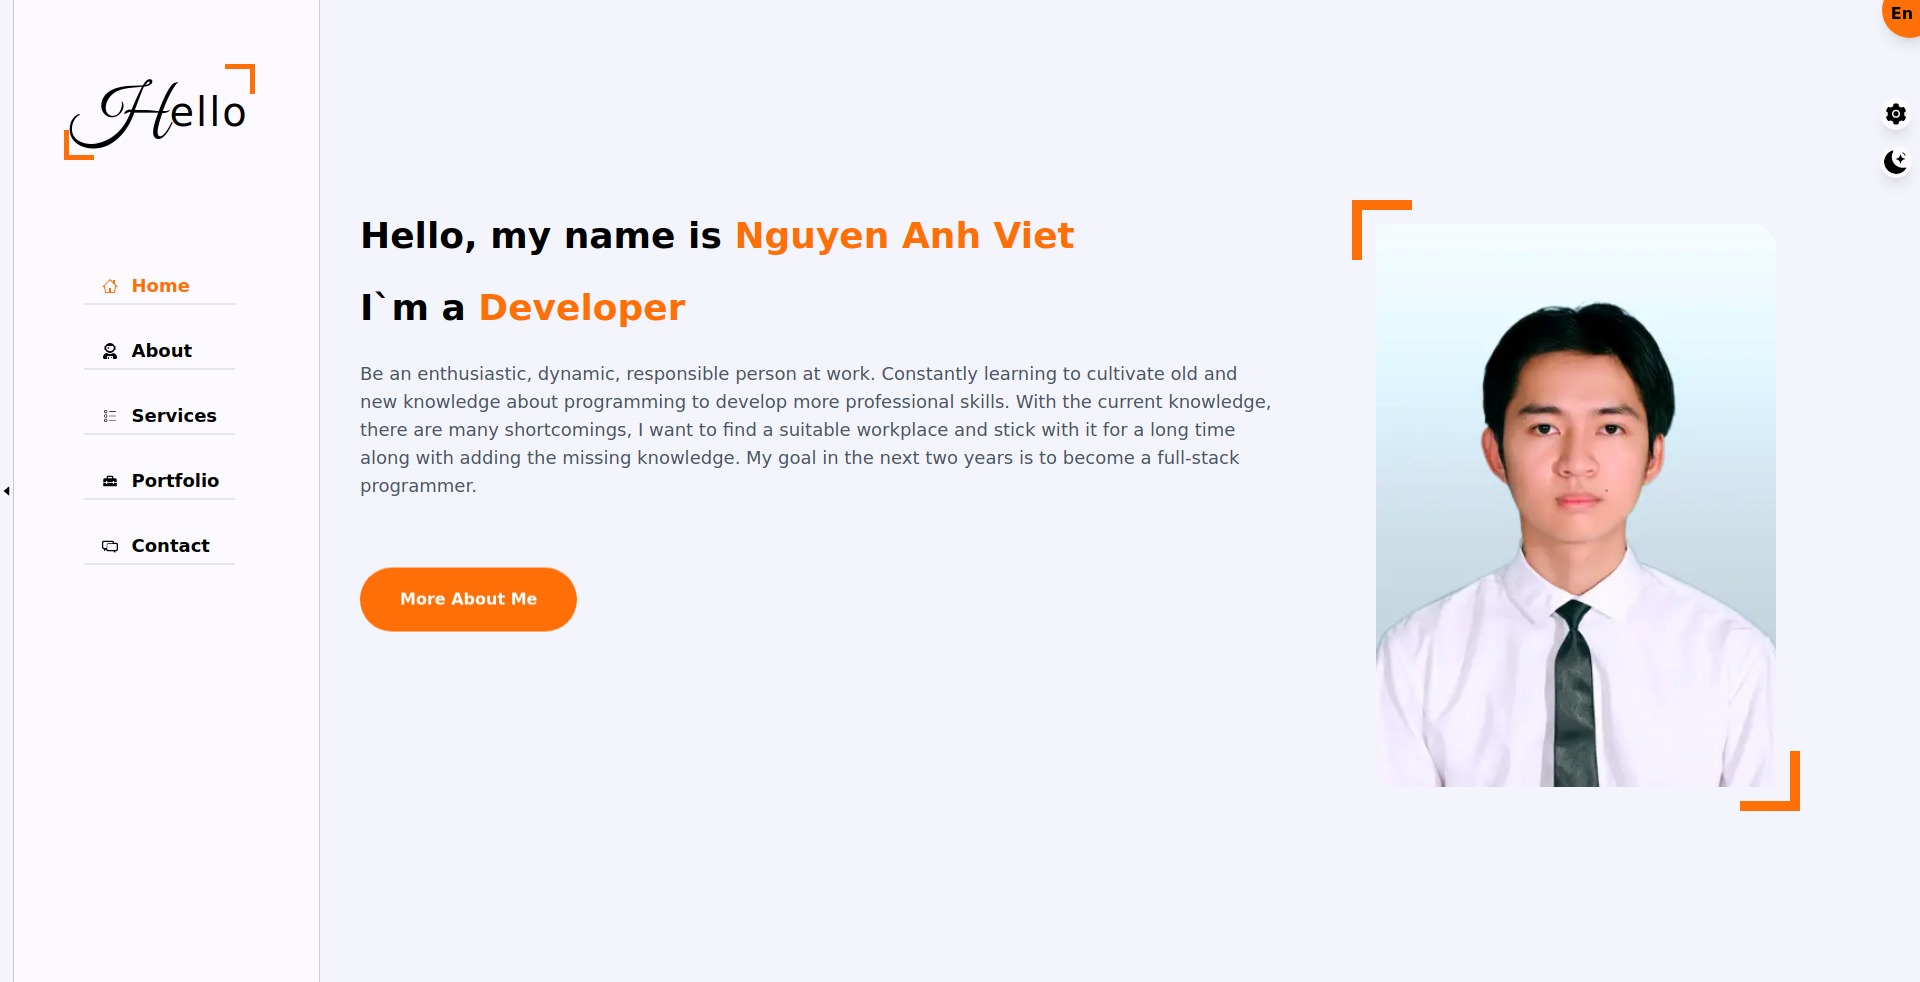 Hello
Home
About
Services
Portfolio
Contact
Hello, my name is Nguyen Anh Viet
I`m a Developer
Be an enthusiastic, dynamic, responsible person at work. Constantly learning to cultivate old and
new knowledge about programming to develop more professional skills. With the current knowledge,
there are many shortcomings, I want to find a suitable workplace and stick with it for a long time
along with adding the missing knowledge. My goal in the next two years is to become a full-stack
programmer.
More About Me
En